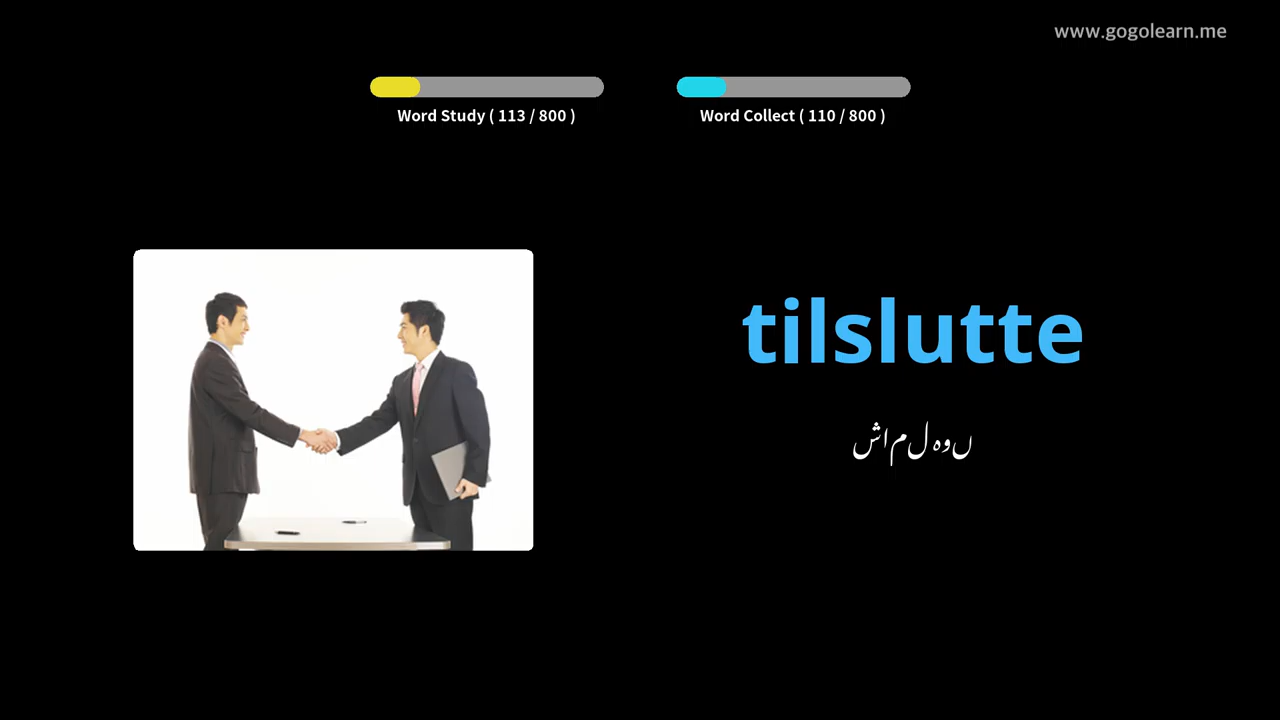 www.gogolearn.me
Word Study ( 113 / 800 )
Word Collect ( 110 / 800 )
tilslutte
شامل ہوں